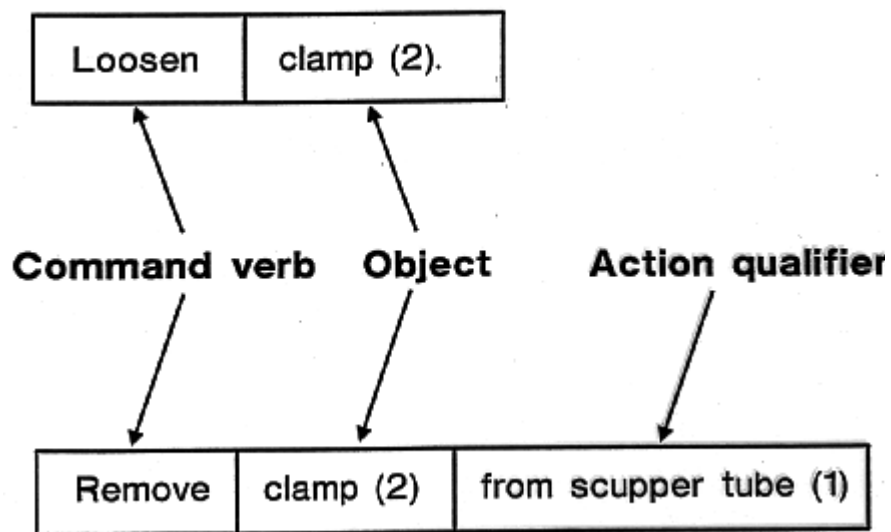 Loosen clamp (2).
Command verb Object Action qualifier
Remove clamp (2) from scupper tube (1)